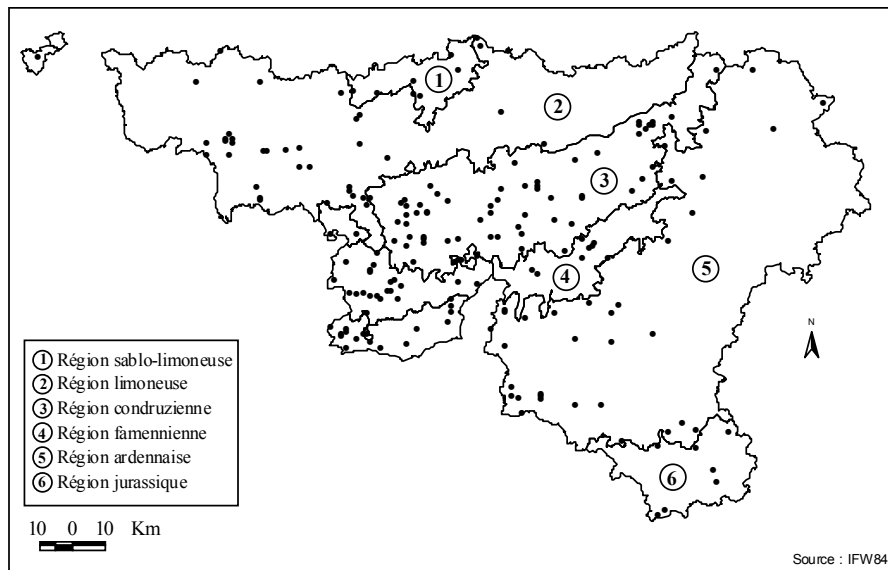 1
2
3
4
5
6
N
1 Région sablo-limoneuse
2 Région limoneuse
3 Région condruzienne
4 Région famennienne
5 Région ardennaise
6 Région jurassique
10 0 10 Km
Source : IFW84